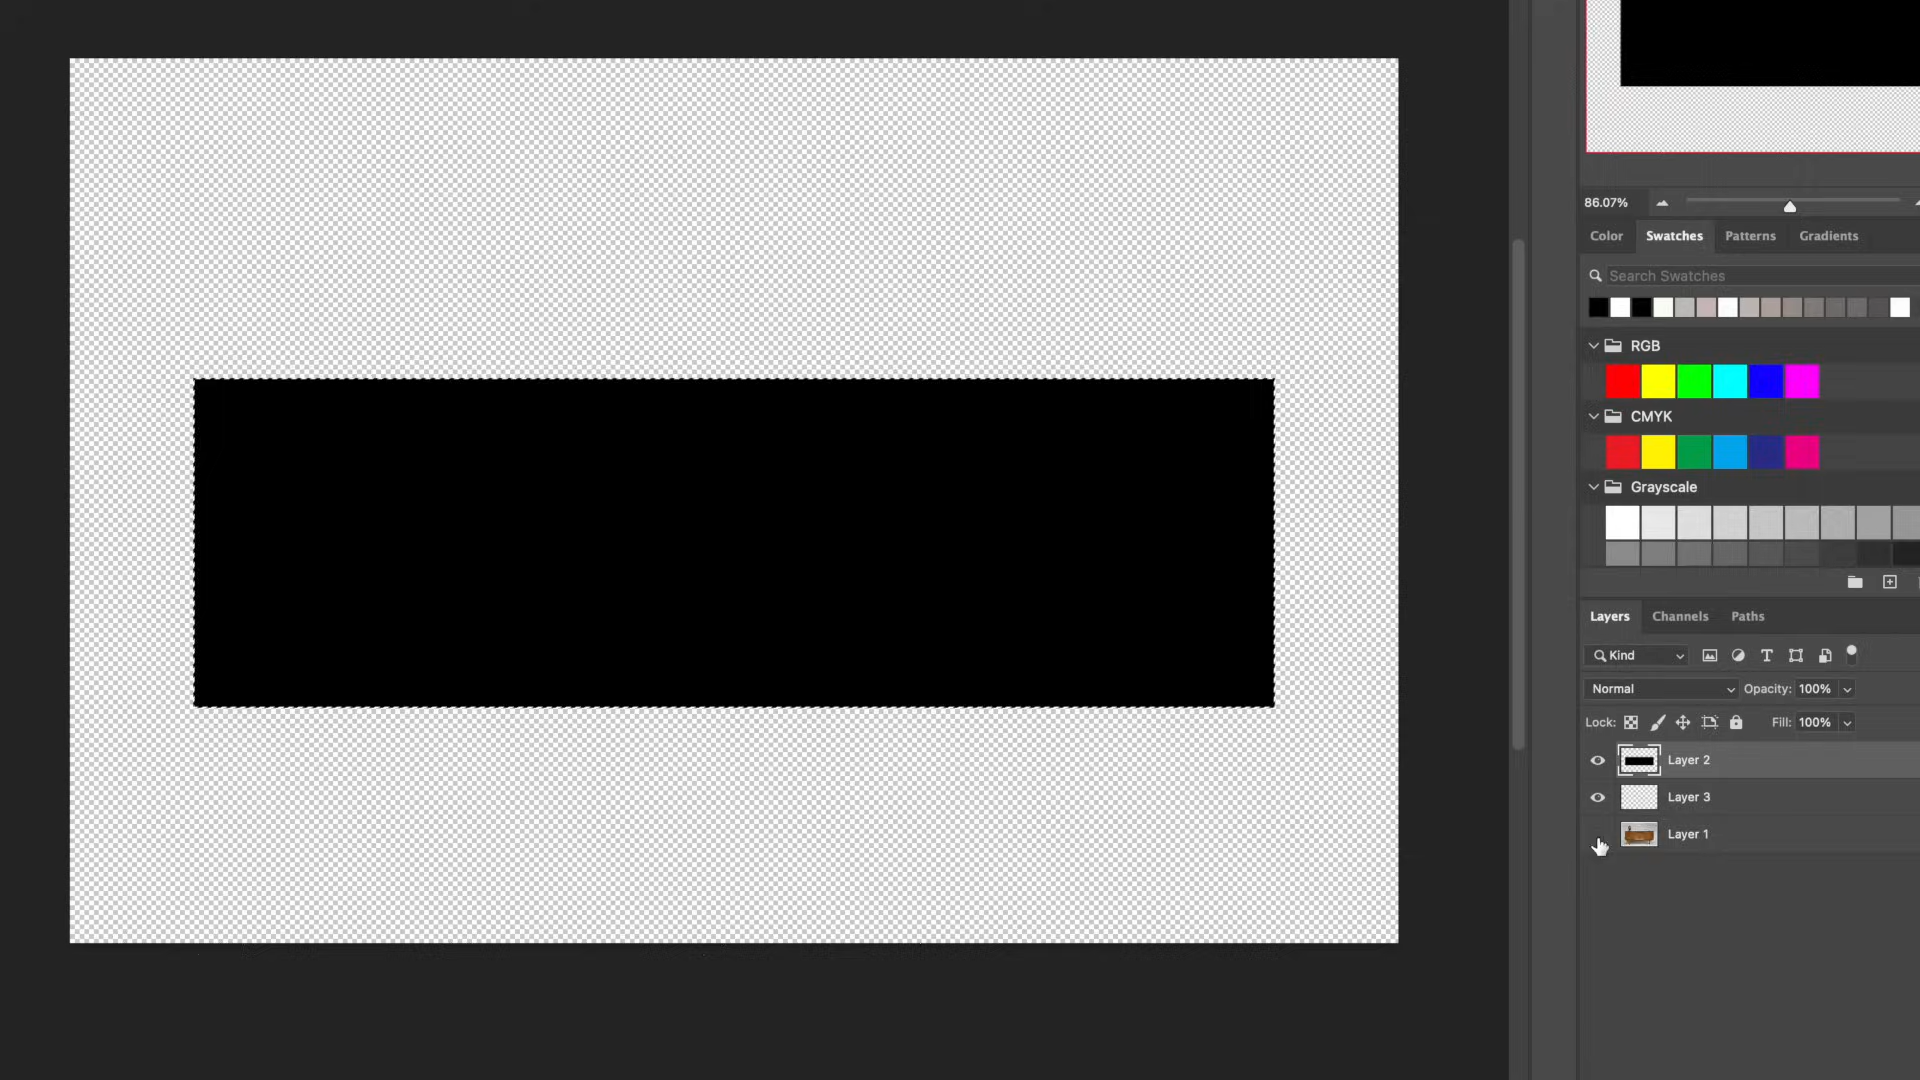 86.07%
Color Swatches Patterns Gradients
Search Swatches
RGB
CMYK
Grayscale
Layers Channels Paths
Kind
Normal Opacity: 100%
Lock: Fill: 100%
Layer 2
Layer 3
Layer 1